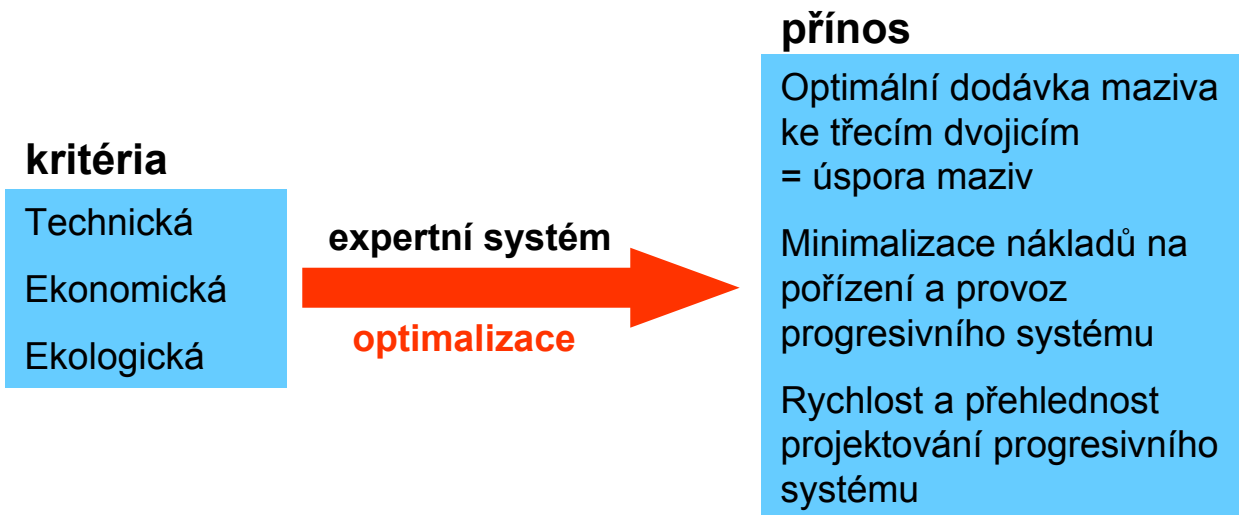 kritéria
Technická
Ekonomická
Ekologická
expertní systém
optimalizace
přínos
Optimální dodávka maziva
ke třecím dvojicím
= úspora maziv
Minimalizace nákladů na
pořízení a provoz
progresivního systému
Rychlost a přehlednost
projektování progresivního
systému